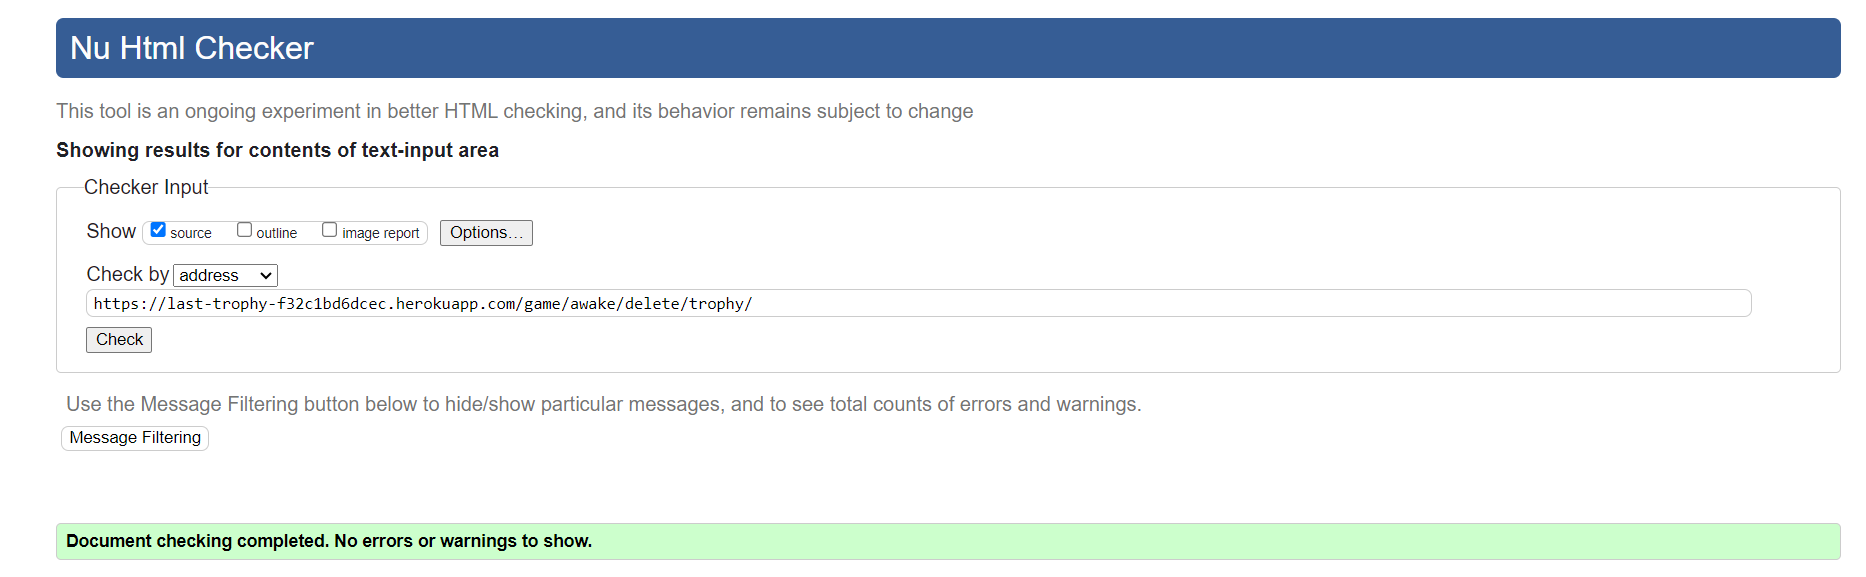 Nu Html Checker
This tool is an ongoing experiment in better HTML checking, and its behavior remains subject to change
Showing results for contents of text-input area
Checker Input
Show source outline image report Options...
Check by address
https://last-trophy-f32c1bd6dcec.herokuapp.com/game/awake/delete/trophy/
Check
Use the Message Filtering button below to hide/show particular messages, and to see total counts of errors and warnings.
Message Filtering
Document checking completed. No errors or warnings to show.